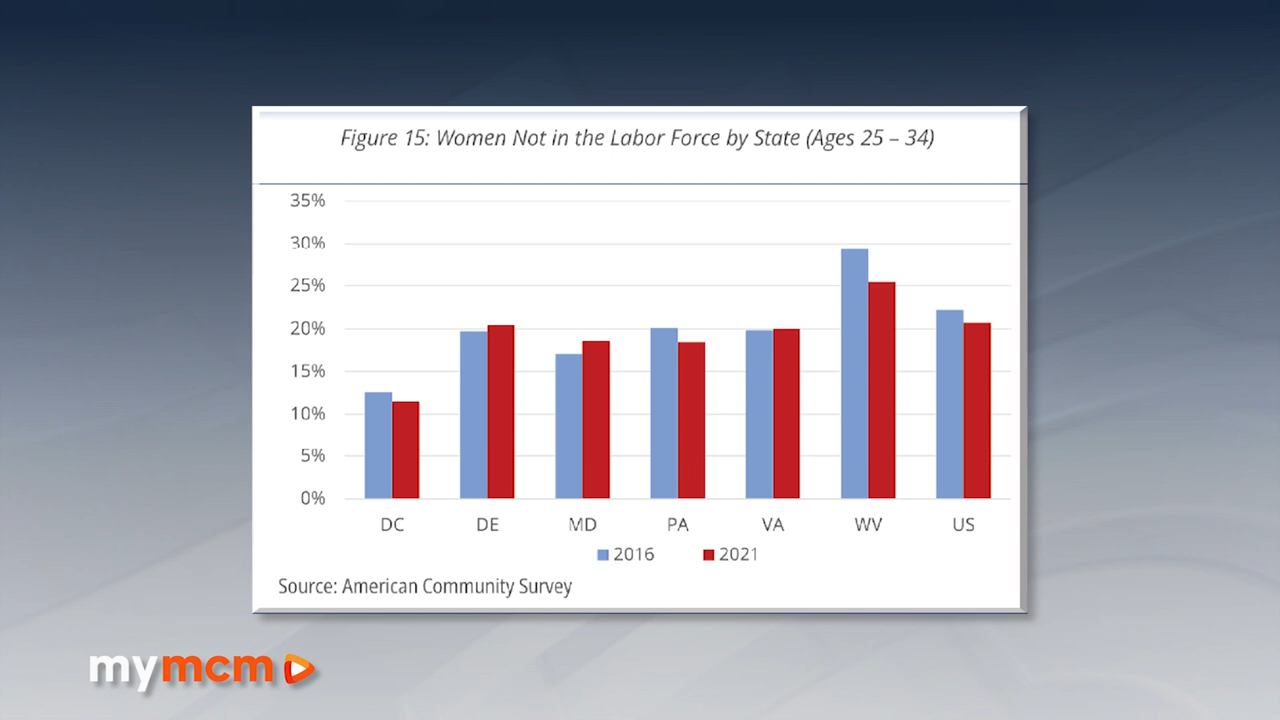 Figure 15: Women Not in the Labor Force by State (Ages 25 – 34)
35%
30%
25%
20%
15%
10%
5%
0%
DC DE MD PA VA WV US
2016 2021
Source: American Community Survey
mymcm